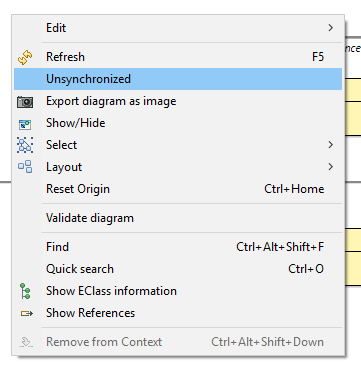 Edit
nce
Refresh F5
Unsynchronized
Export diagram as image
Show/Hide
Select
Layout
Reset Origin Ctrl+Home
Validate diagram
Find Ctrl+Alt+Shift+F
Quick search Ctrl+O
Show EClass information
Show References
Remove from Context Ctrl+Alt+Shift+Down